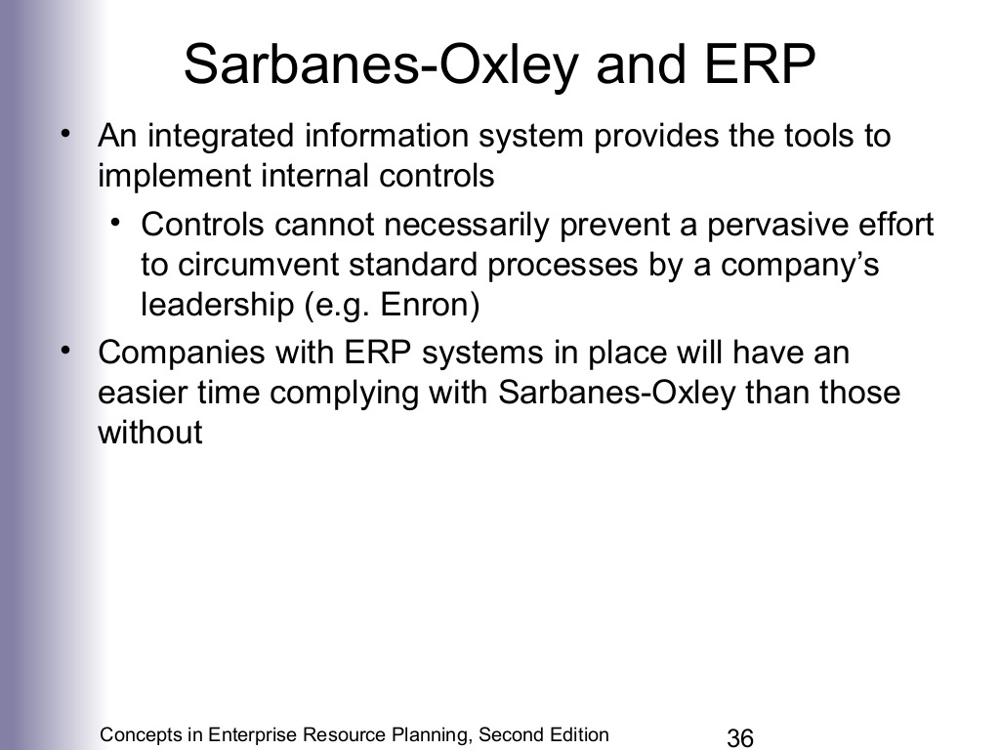 Sarbanes-Oxley and ERP
• An integrated information system provides the tools to
implement internal controls
• Controls cannot necessarily prevent a pervasive effort
to circumvent standard processes by a company’s
leadership (e.g. Enron)
• Companies with ERP systems in place will have an
easier time complying with Sarbanes-Oxley than those
without
Concepts in Enterprise Resource Planning, Second Edition
36